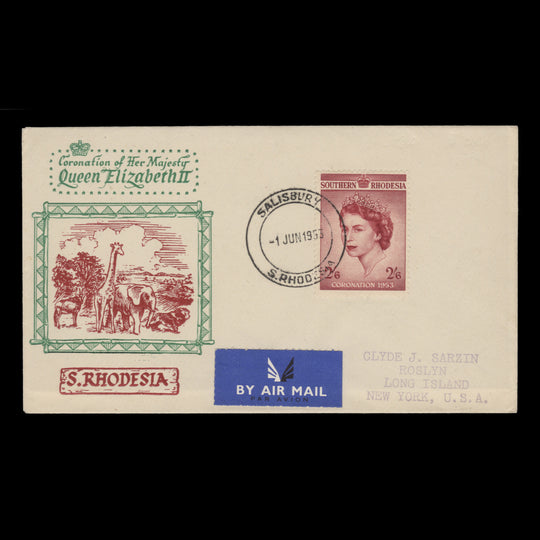 Coronation of Her Majesty
Queen Elizabeth II
S. RHODESIA
SALISBURY
-1 JUN 1953
S. RHODESIA
SOUTHERN RHODESIA
2/6 2/6
CORONATION 1953
BY AIR MAIL
PAR AVION
CLYDE J. SARZIN
ROSLYN
LONG ISLAND
NEW YORK, U.S.A.